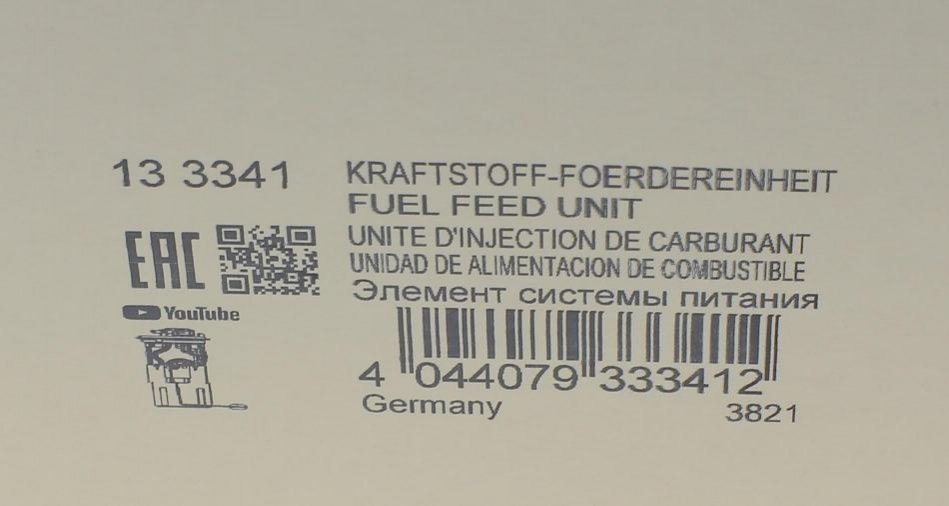 13 3341
KRAFTSTOFF-FOERDEREINHEIT
FUEL FEED UNIT
UNITE D'INJECTION DE CARBURANT
UNIDAD DE ALIMENTACION DE COMBUSTIBLE
Элемент системы питания
EAC
YouTube
4 044079 333412
Germany
3821